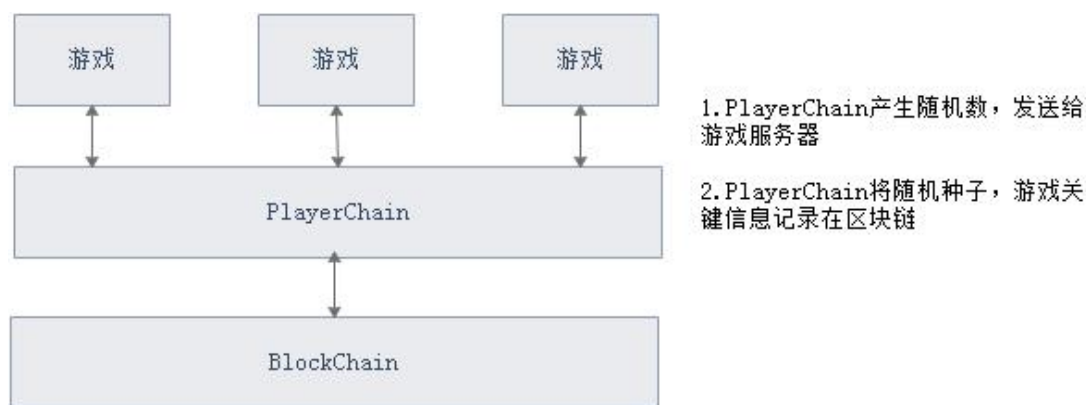 游戏
游戏
游戏
1.PlayerChain产生随机数，发送给
游戏服务器
2.PlayerChain将随机种子，游戏关
键信息记录在区块链
PlayerChain
BlockChain